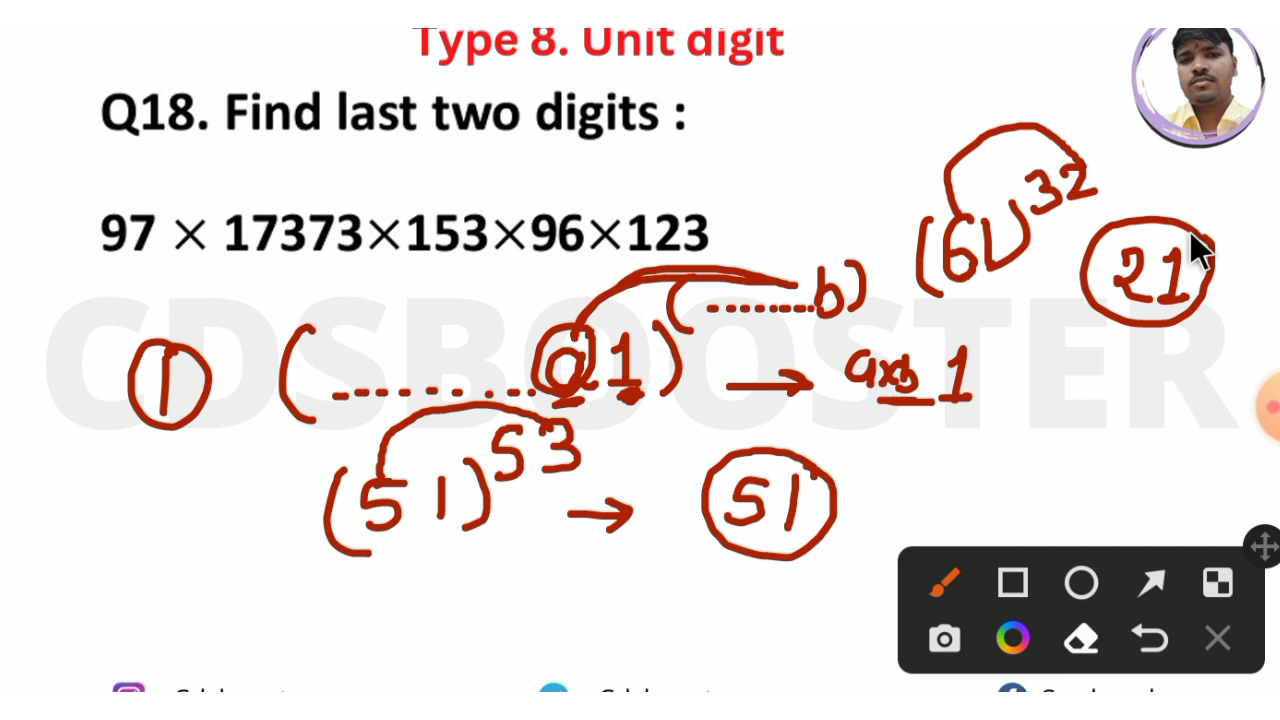 Type 8. Unit digit
Q18. Find last two digits :
97 × 17373×153×96×123
(61)^32
21
CDSBOOSTER
① (........a1) (..........b) → a×b 1
(51)^53 → 51